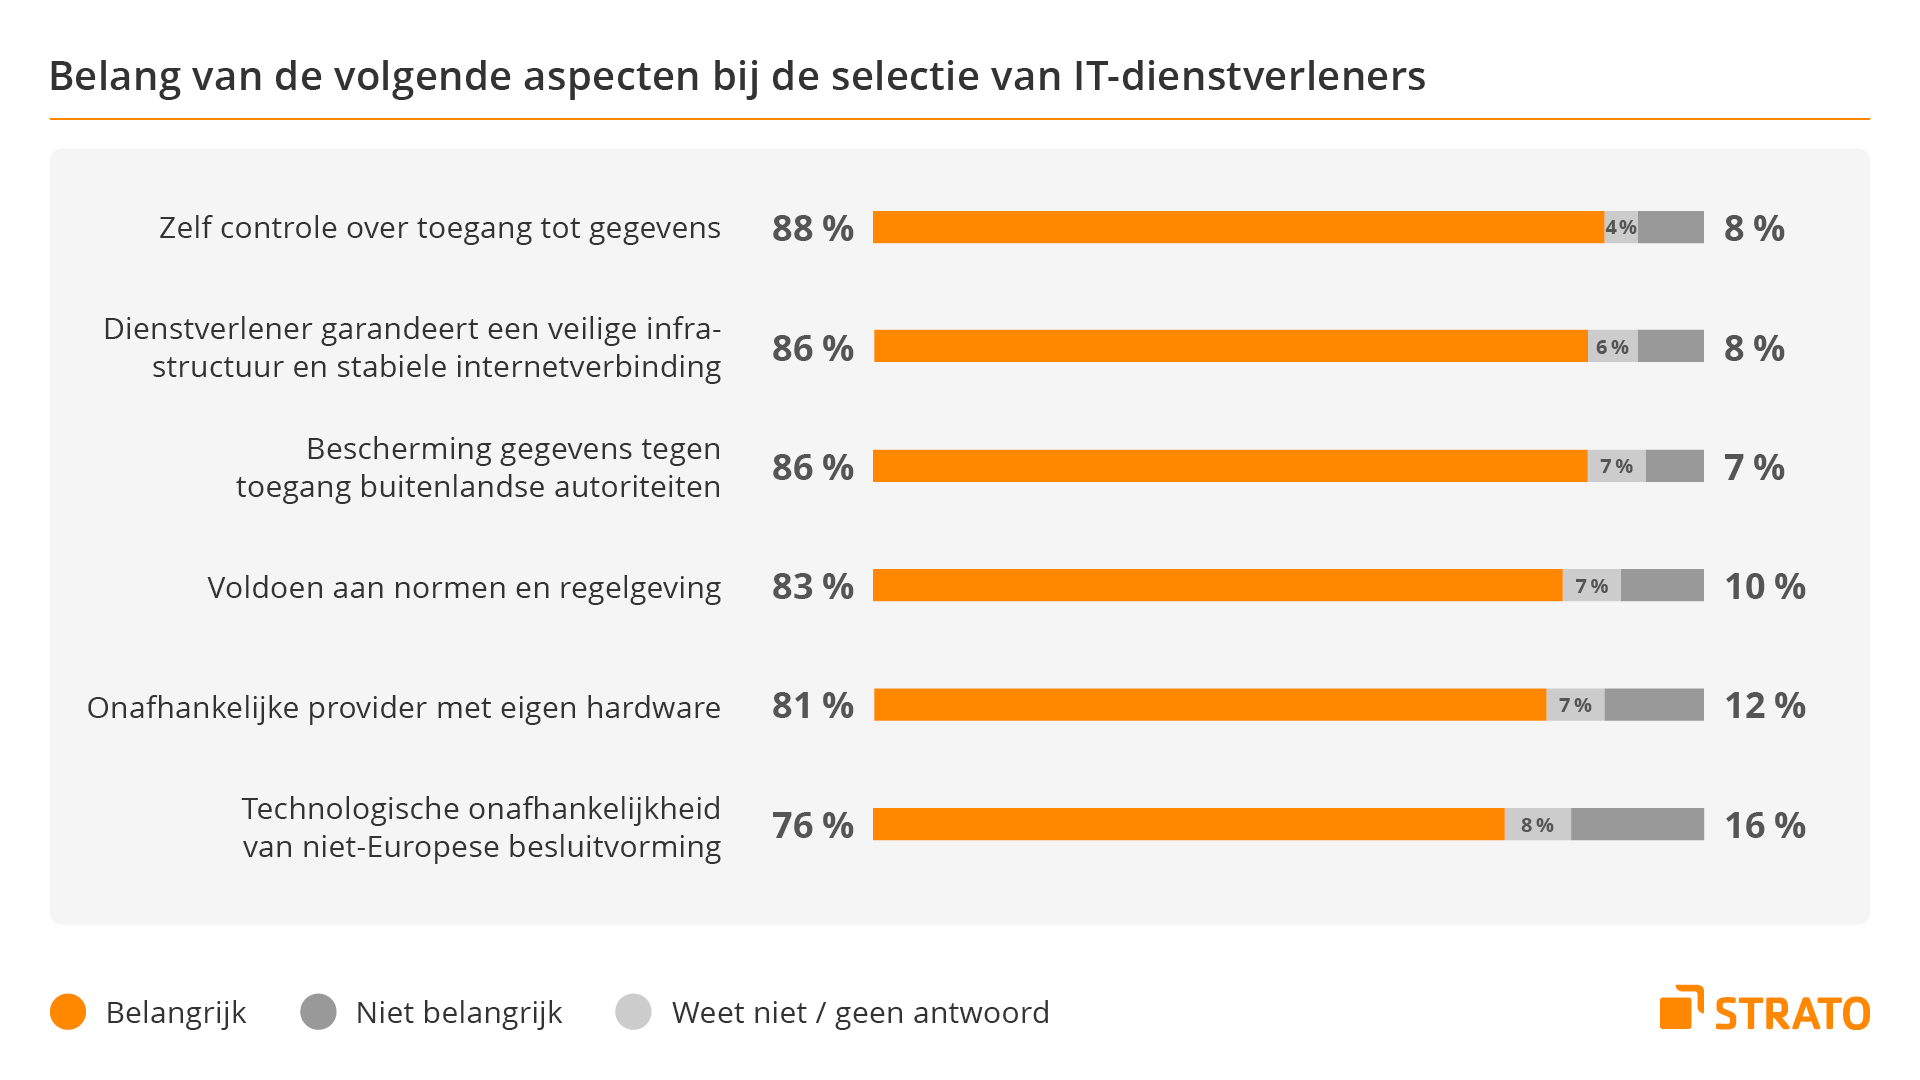 Belang van de volgende aspecten bij de selectie van IT-dienstverleners
Zelf controle over toegang tot gegevens
88 %
4 %
8 %
Dienstverlener garandeert een veilige infra-
structuur en stabiele internetverbinding
86 %
6 %
8 %
Bescherming gegevens tegen
toegang buitenlandse autoriteiten
86 %
7 %
7 %
Voldoen aan normen en regelgeving
83 %
7 %
10 %
Onafhankelijke provider met eigen hardware
81 %
7 %
12 %
Technologische onafhankelijkheid
van niet-Europese besluitvorming
76 %
8 %
16 %
Belangrijk
Niet belangrijk
Weet niet / geen antwoord
STRATO